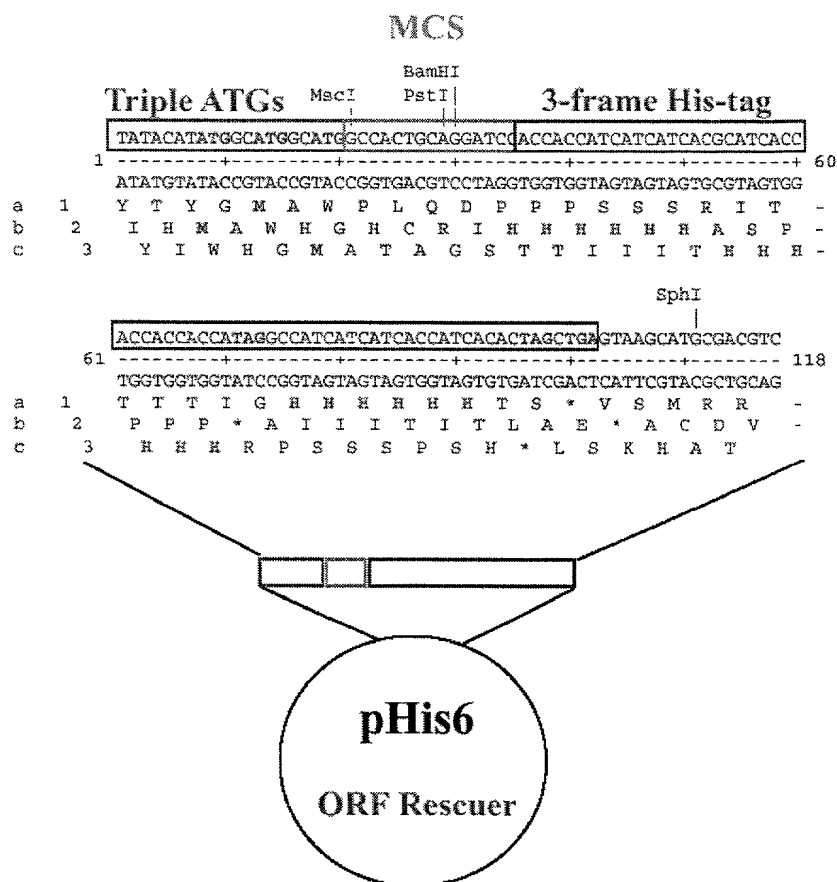 MCS
BamHI
Triple ATGs MscI PstI 3-frame His-tag
TATACATATGGCATGGCATGGCCACTGCAGGATCCACCACCATCATCATCACGCATCACC
1 ---------+---------+---------+---------+---------+---------+ 60
ATATGTATACCGTACCGTACCGGTGACGTCCTAGGTGGTGGTAGTAGTAGTGCGTAGTGG
a 1 Y T Y G M A W P L Q D P P P S S S R I T -
b 2 I H M A W H G H C R I H H H H H H A S P -
c 3 Y I W H G M A T A G S T T I I I T H H H -
SphI
ACCACCACCATAGGCCATCATCATCACCATCACACTAGCTGAGTAAGCATGCGACGTC
61 ---------+---------+---------+---------+---------+-------- 118
TGGTGGTGGTATCCGGTAGTAGTAGTGGTAGTGTGATCGACTCATTCGTACGCTGCAG
a 1 T T T I G H H H H H H T S * V S M R R -
b 2 P P P * A I I I T I T L A E * A C D V -
c 3 H H H R P S S S P S H * L S K H A T
pHis6
ORF Rescuer